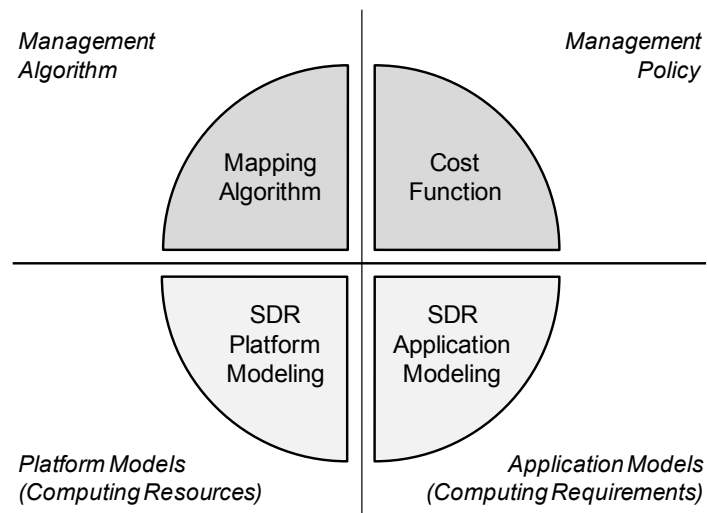 Management
Algorithm
Management
Policy
Mapping
Algorithm
Cost
Function
SDR
Platform
Modeling
SDR
Application
Modeling
Platform Models
(Computing Resources)
Application Models
(Computing Requirements)